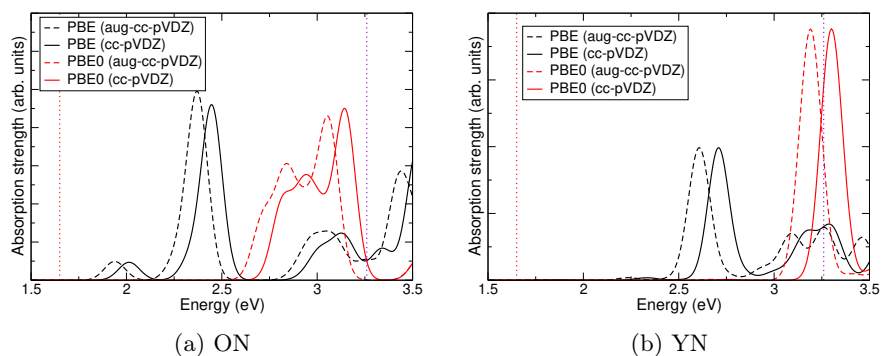 Absorption strength (arb. units)
PBE (aug-cc-pVDZ)
PBE (cc-pVDZ)
PBE0 (aug-cc-pVDZ)
PBE0 (cc-pVDZ)
1.5 2 2.5 3 3.5
Energy (eV)
(a) ON
Absorption strength (arb. units)
PBE (aug-cc-pVDZ)
PBE (cc-pVDZ)
PBE0 (aug-cc-pVDZ)
PBE0 (cc-pVDZ)
1.5 2 2.5 3 3.5
Energy (eV)
(b) YN